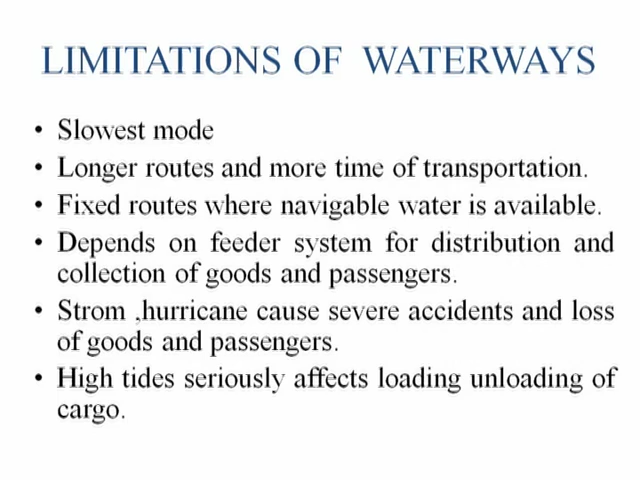 LIMITATIONS OF WATERWAYS
• Slowest mode
• Longer routes and more time of transportation.
• Fixed routes where navigable water is available.
• Depends on feeder system for distribution and
collection of goods and passengers.
• Strom ,hurricane cause severe accidents and loss
of goods and passengers.
• High tides seriously affects loading unloading of
cargo.